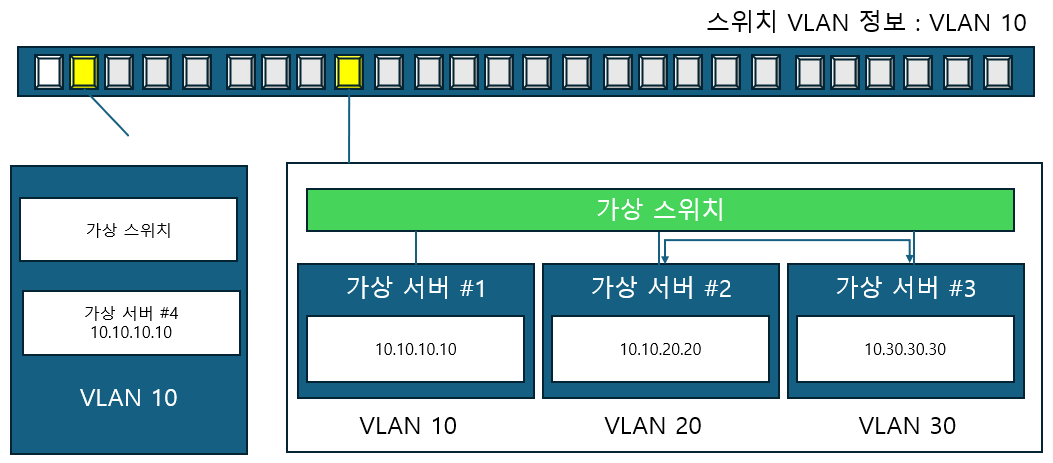 스위치 VLAN 정보 : VLAN 10
가상 스위치
가상 서버 #4
10.10.10.10
VLAN 10
가상 스위치
가상 서버 #1
가상 서버 #2
가상 서버 #3
10.10.10.10
10.10.20.20
10.30.30.30
VLAN 10
VLAN 20
VLAN 30